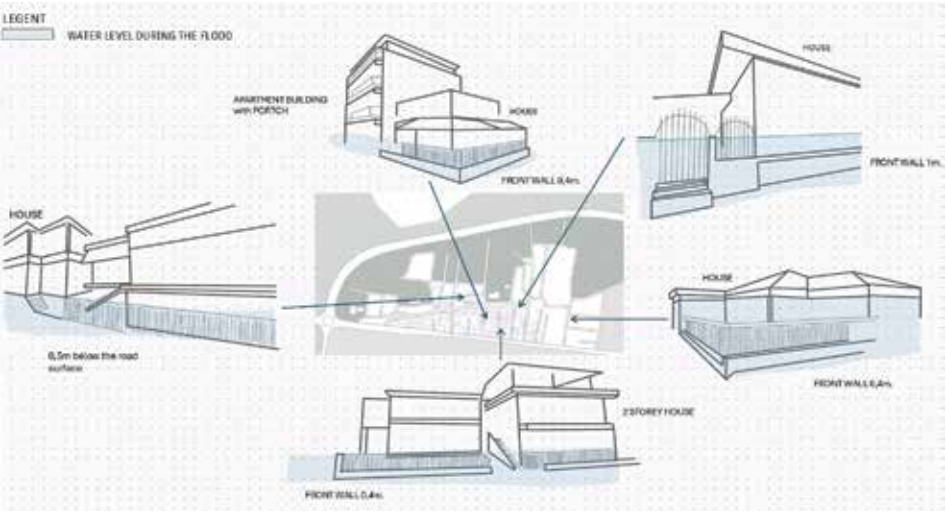 LEGENT
WATER LEVEL DURING THE FLOOD
APARTMENT BUILDING
with PORTCH
HOUSE
FRONT WALL 0,4m.
HOUSE
FRONT WALL 1m.
HOUSE
0,5m below the road
surface
HOUSE
FRONT WALL 0,4m.
2 STOREY HOUSE
FRONT WALL 0,4m.